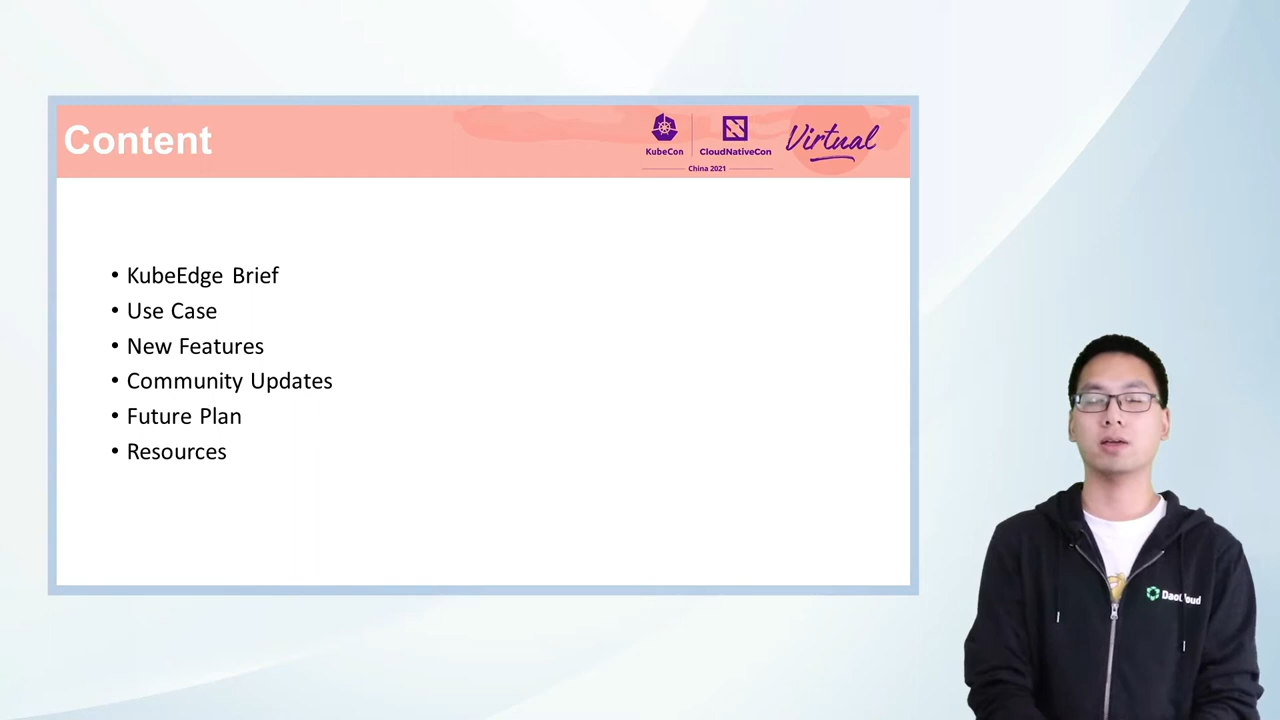 Content
KubeCon
CloudNativeCon
Virtual
China 2021
• KubeEdge Brief
• Use Case
• New Features
• Community Updates
• Future Plan
• Resources
DaoCloud